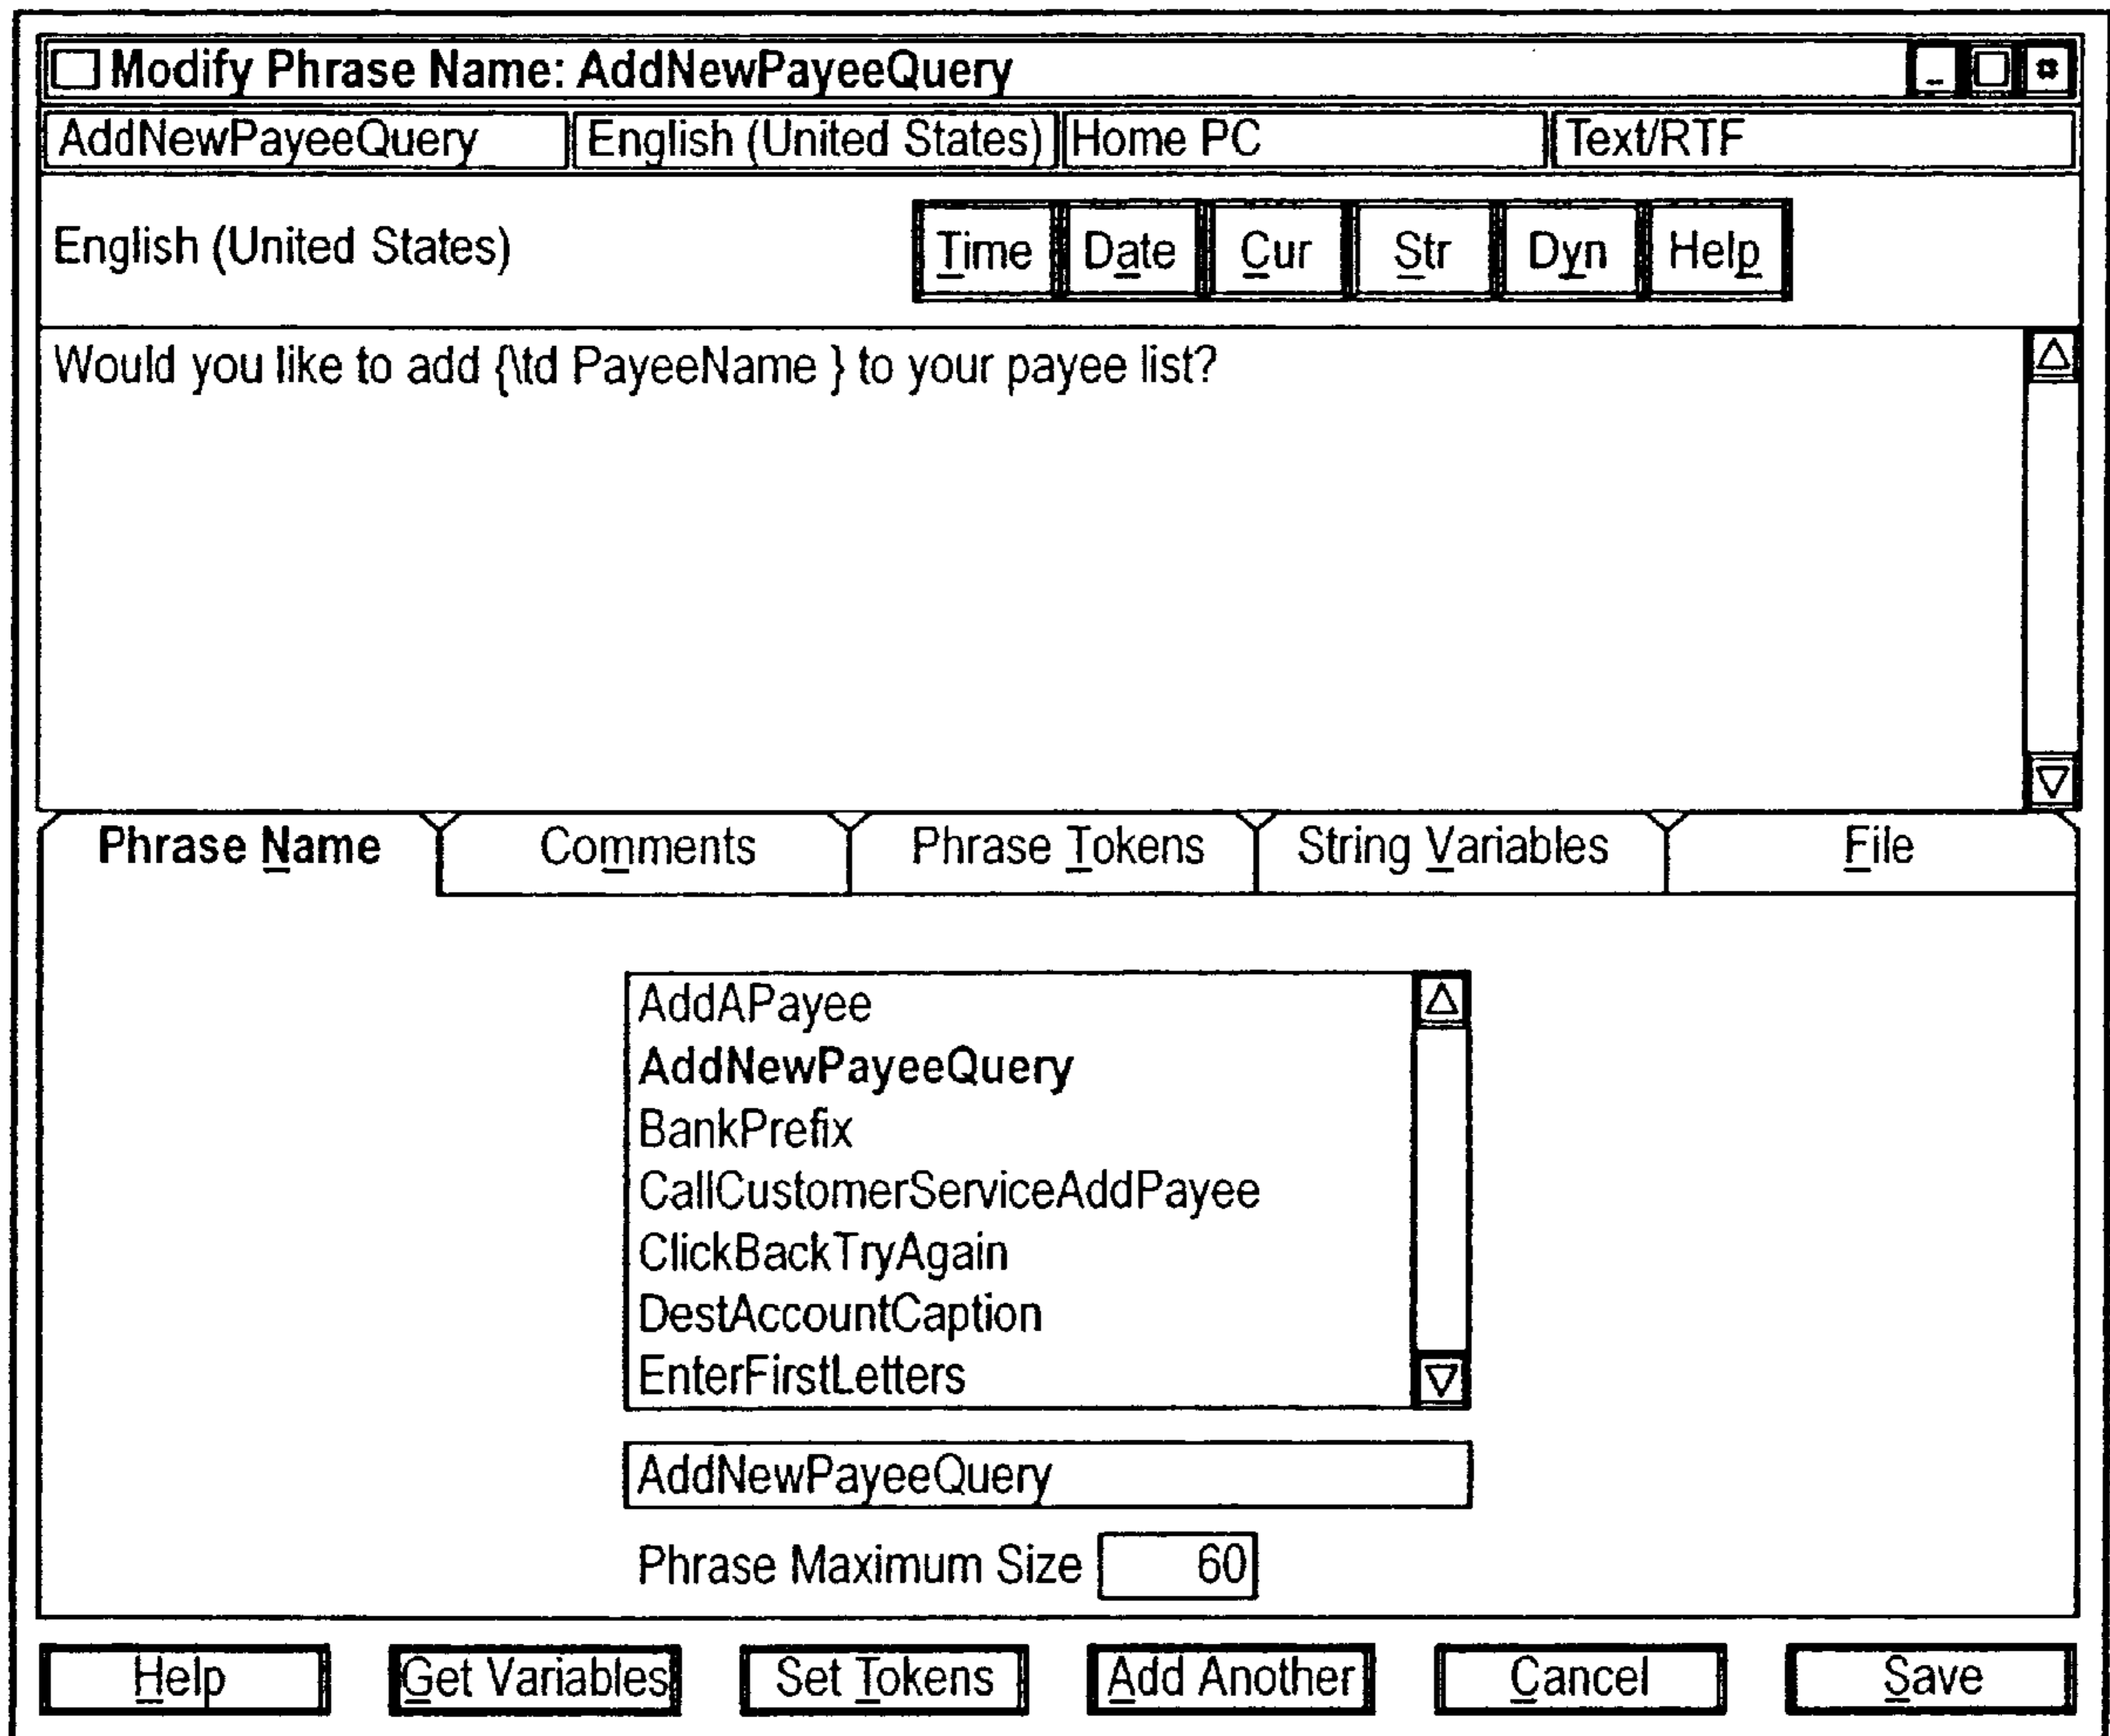 Modify Phrase Name: AddNewPayeeQuery
AddNewPayeeQuery English (United States) Home PC Text/RTF
English (United States) Time Date Cur Str Dyn Help
Would you like to add {\td PayeeName } to your payee list?
Phrase Name Comments Phrase Tokens String Variables File
AddAPayee
AddNewPayeeQuery
BankPrefix
CallCustomerServiceAddPayee
ClickBackTryAgain
DestAccountCaption
EnterFirstLetters
AddNewPayeeQuery
Phrase Maximum Size 60
Help Get Variables Set Tokens Add Another Cancel Save